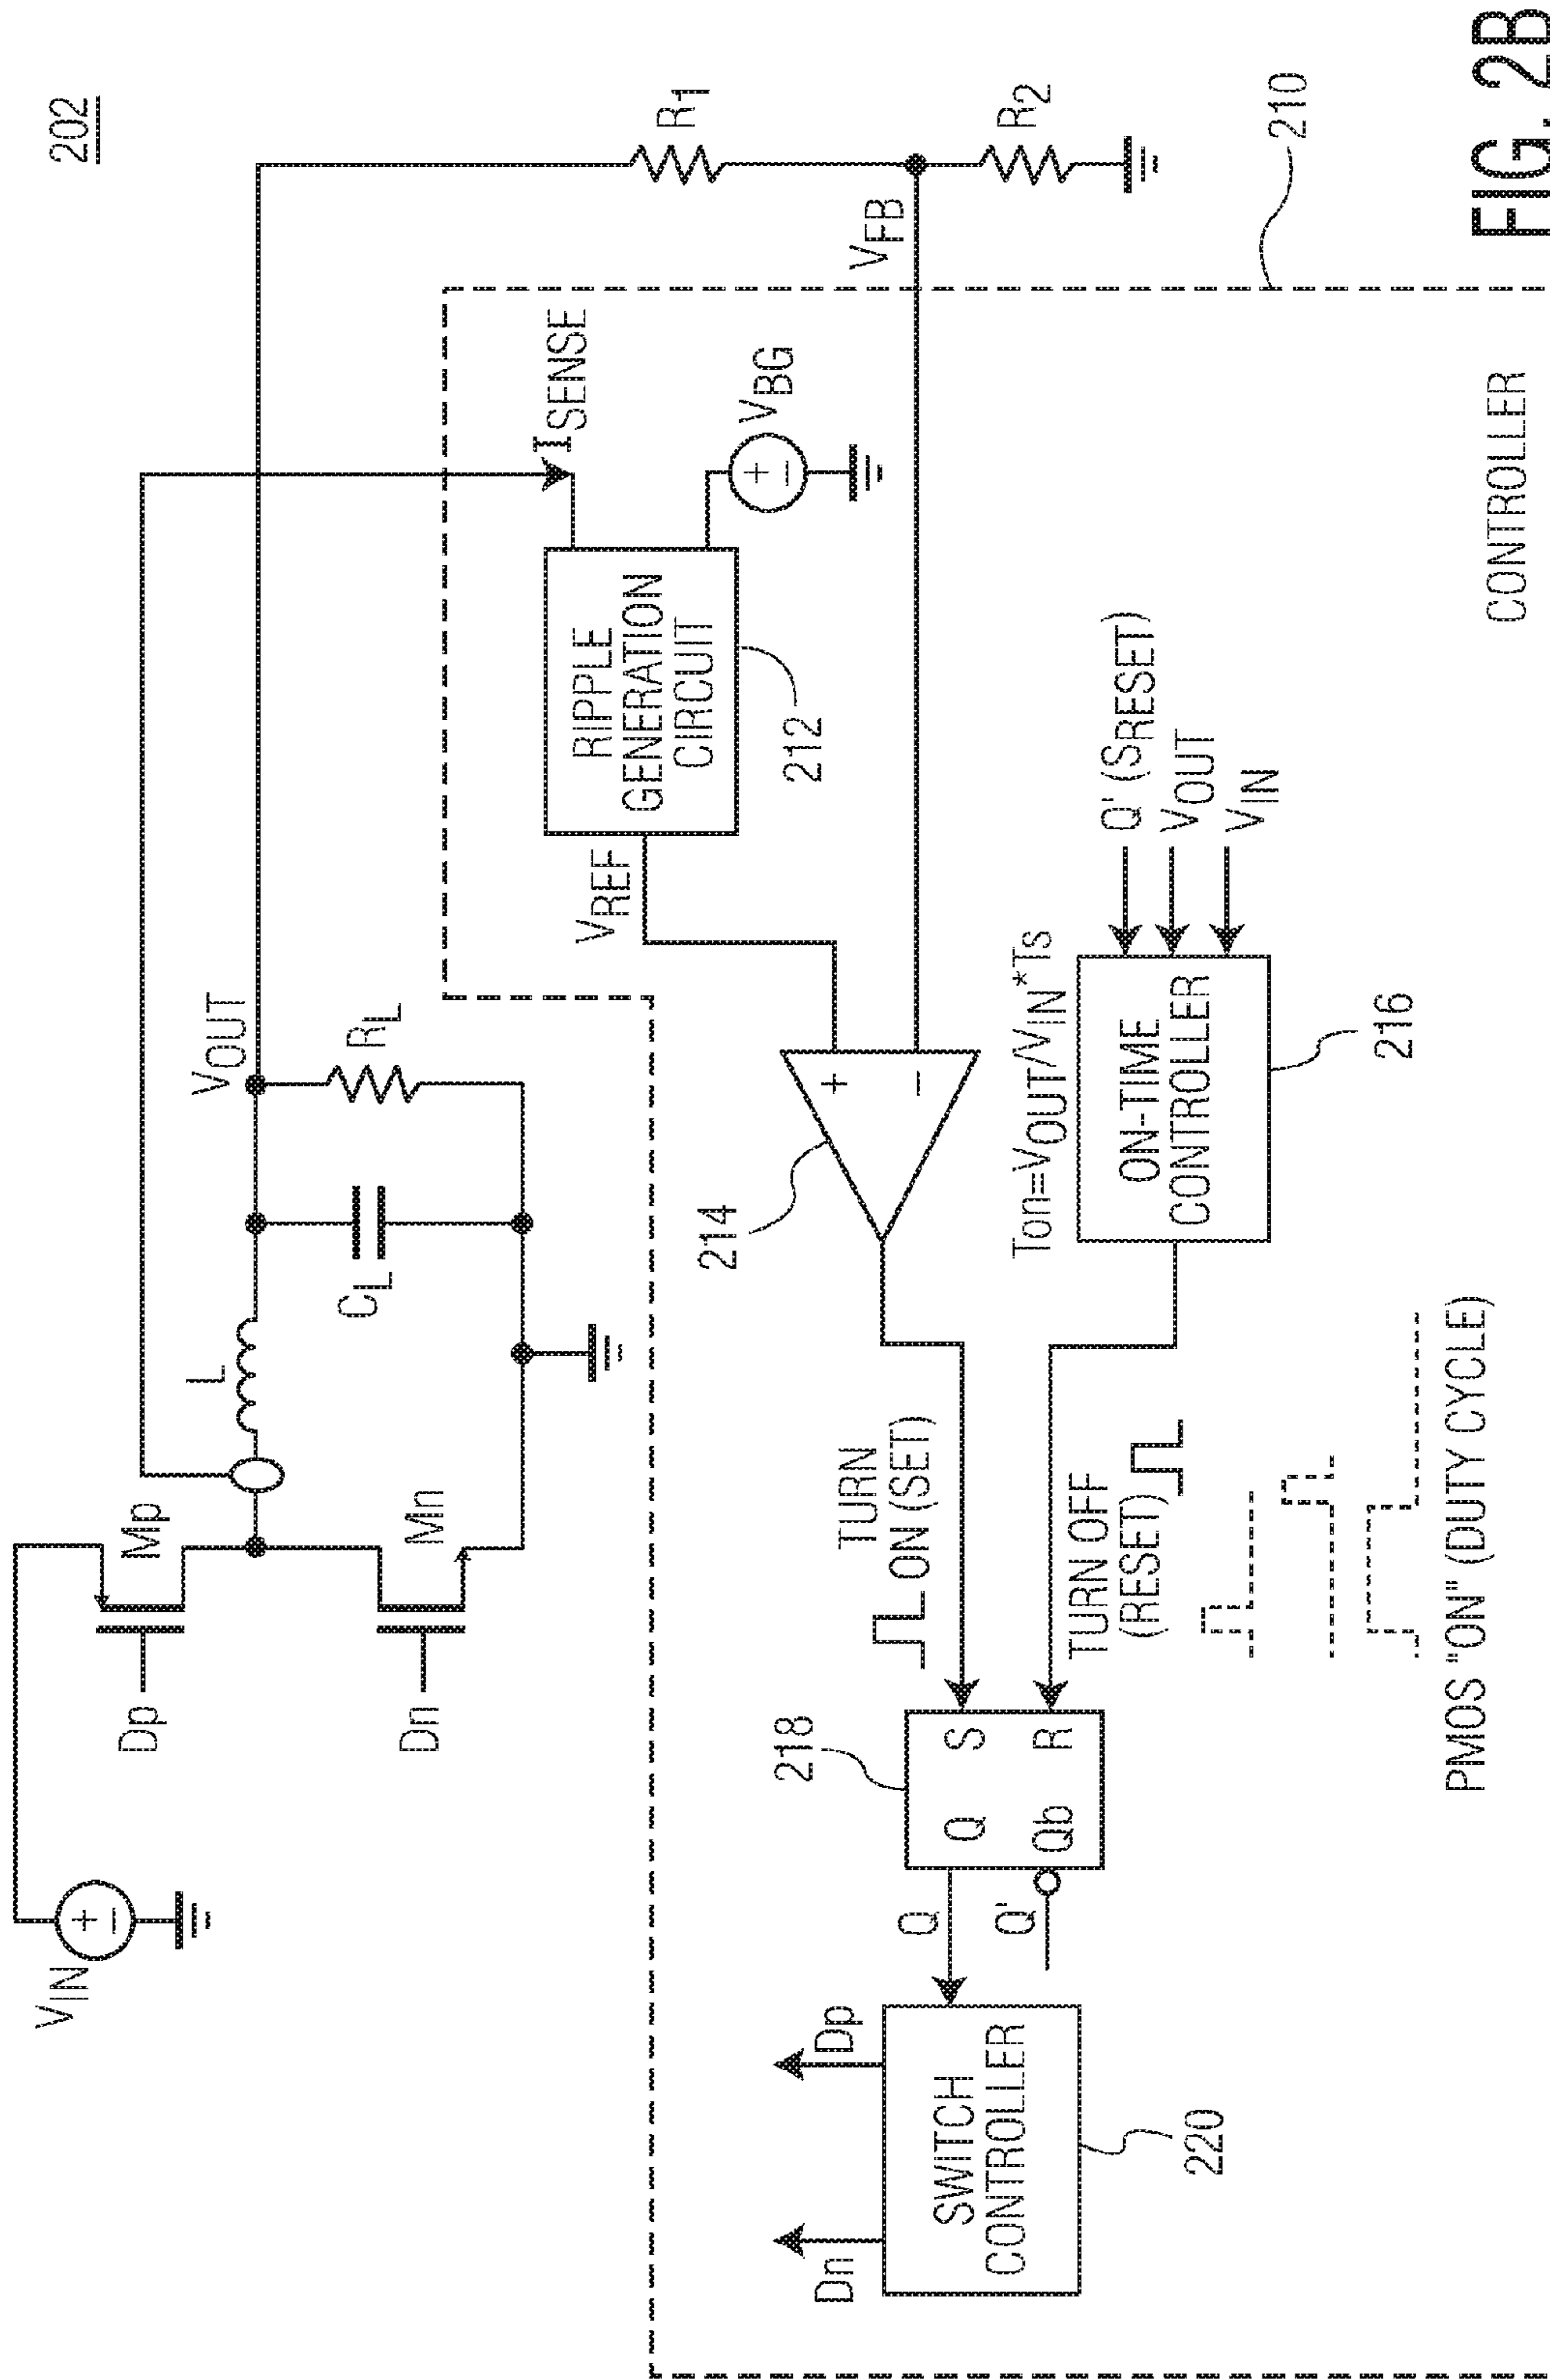 202
VIN
Dp
Mp
Dn
Mn
L
CL
VOUT
RL
R1
R2
VFB
ISENSE
VBG
RIPPLE
GENERATION
CIRCUIT
212
VREF
214
+
−
Ton=VOUT/VIN*Ts
ON-TIME
CONTROLLER
216
Q' (SRESET)
VOUT
VIN
TURN
ON (SET)
TURN OFF
(RESET)
218
Q S
Qb R
Q
Q'
Dn
Dp
SWITCH
CONTROLLER
220
PMOS "ON" (DUTY CYCLE)
CONTROLLER
210
FIG. 2B